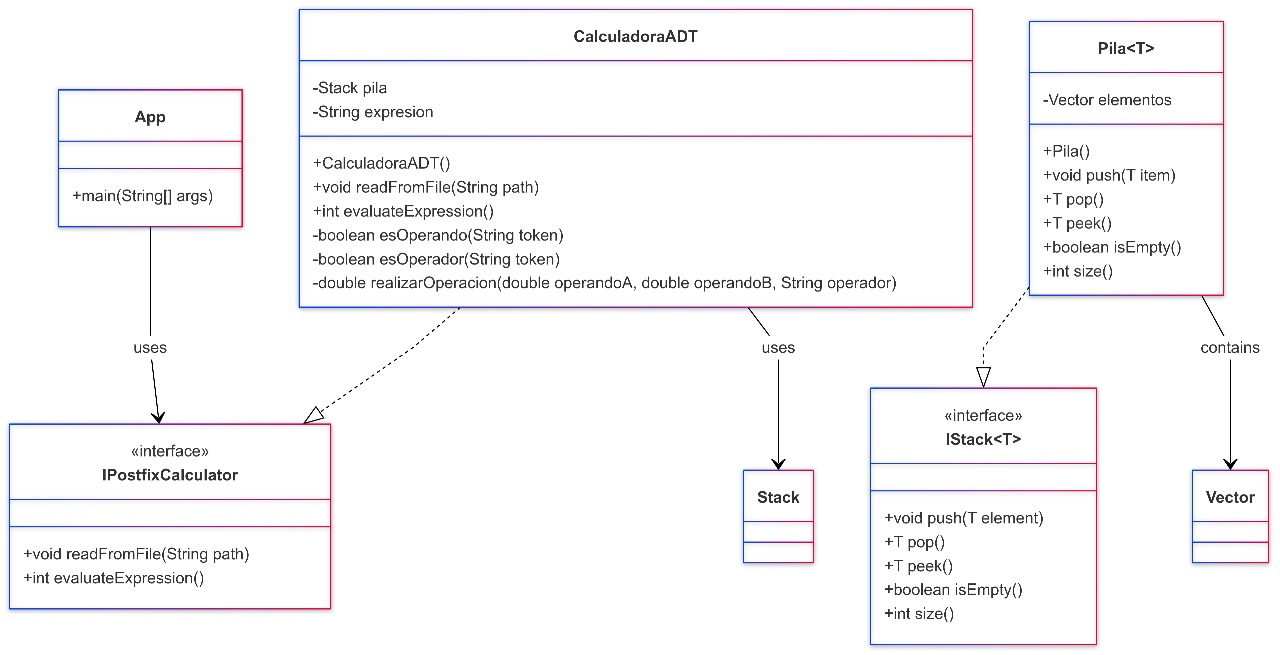 App
+main(String[] args)
CalculadoraADT
-Stack pila
-String expresion
+CalculadoraADT()
+void readFromFile(String path)
+int evaluateExpression()
-boolean esOperando(String token)
-boolean esOperador(String token)
-double realizarOperacion(double operandoA, double operandoB, String operador)
Pila<T>
-Vector elementos
+Pila()
+void push(T item)
+T pop()
+T peek()
+boolean isEmpty()
+int size()
uses
uses
contains
«interface»
IPostfixCalculator
+void readFromFile(String path)
+int evaluateExpression()
Stack
«interface»
IStack<T>
+void push(T element)
+T pop()
+T peek()
+boolean isEmpty()
+int size()
Vector